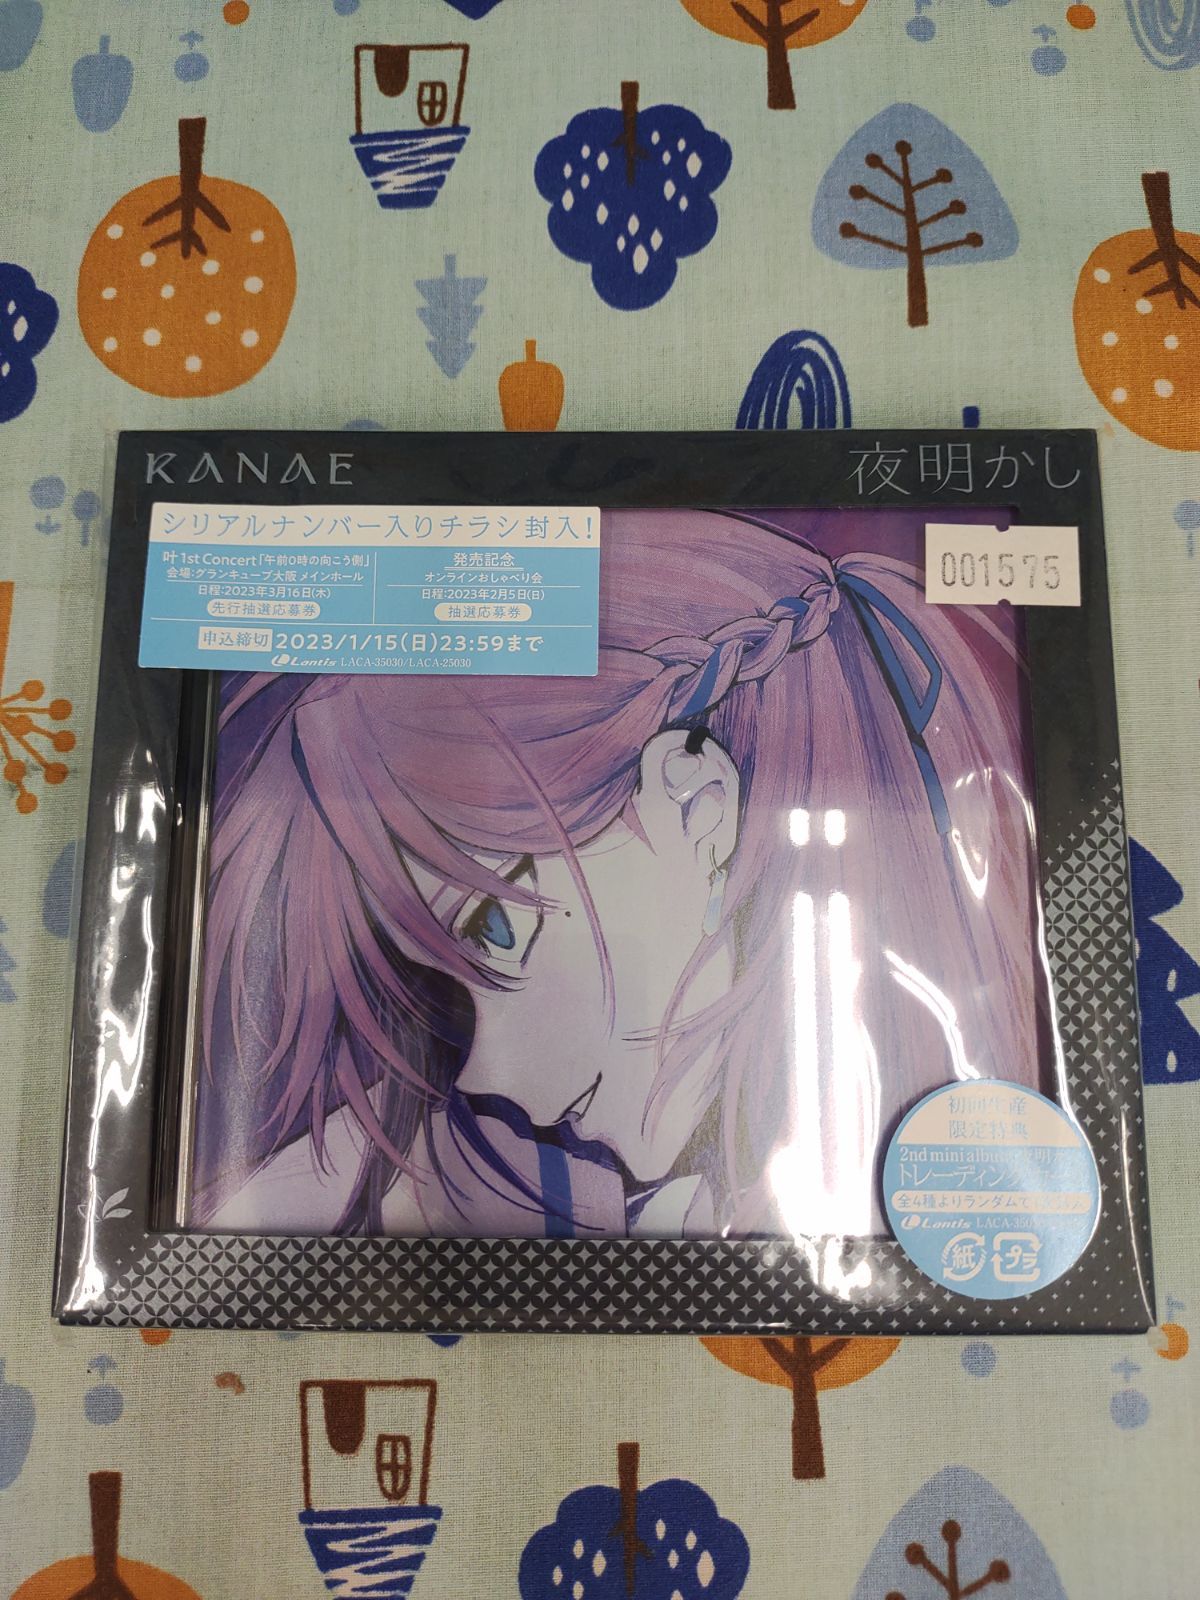 KANAE
夜明かし
シリアルナンバー入りチラシ封入!
叶 1st Concert「午前0時の向こう側」
会場:グランキューブ大阪 メインホール
日程:2023年3月16日(木)
先行抽選応募券
発売記念
オンラインおしゃべり会
日程:2023年2月5日(日)
抽選応募券
申込締切 2023/1/15(日)23:59まで
Lantis LACA-35030/LACA-25030
001575
初回生産
限定特典
2nd mini album 夜明か
トレーディング
全4種よりランダムで
Lantis LACA-350
紙 プラ